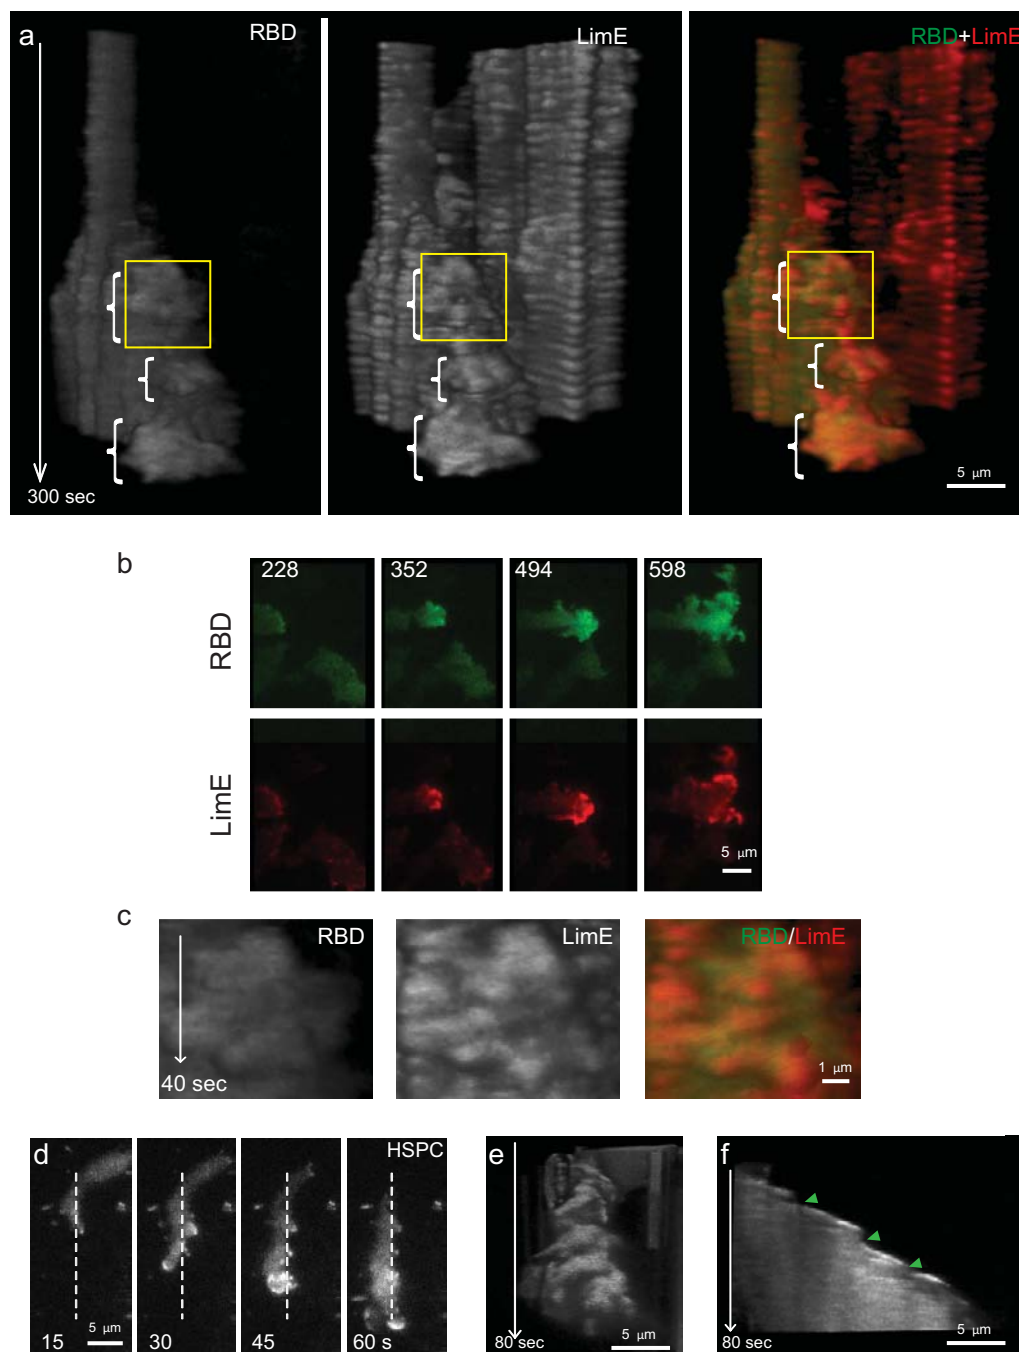 a
RBD
LimE
RBD+LimE
300 sec
5 μm
b
228
352
494
598
RBD
LimE
5 μm
c
RBD
LimE
RBD/LimE
40 sec
1 μm
d
HSPC
e
f
15
5 μm
30
45
60 s
80 sec
5 μm
80 sec
5 μm